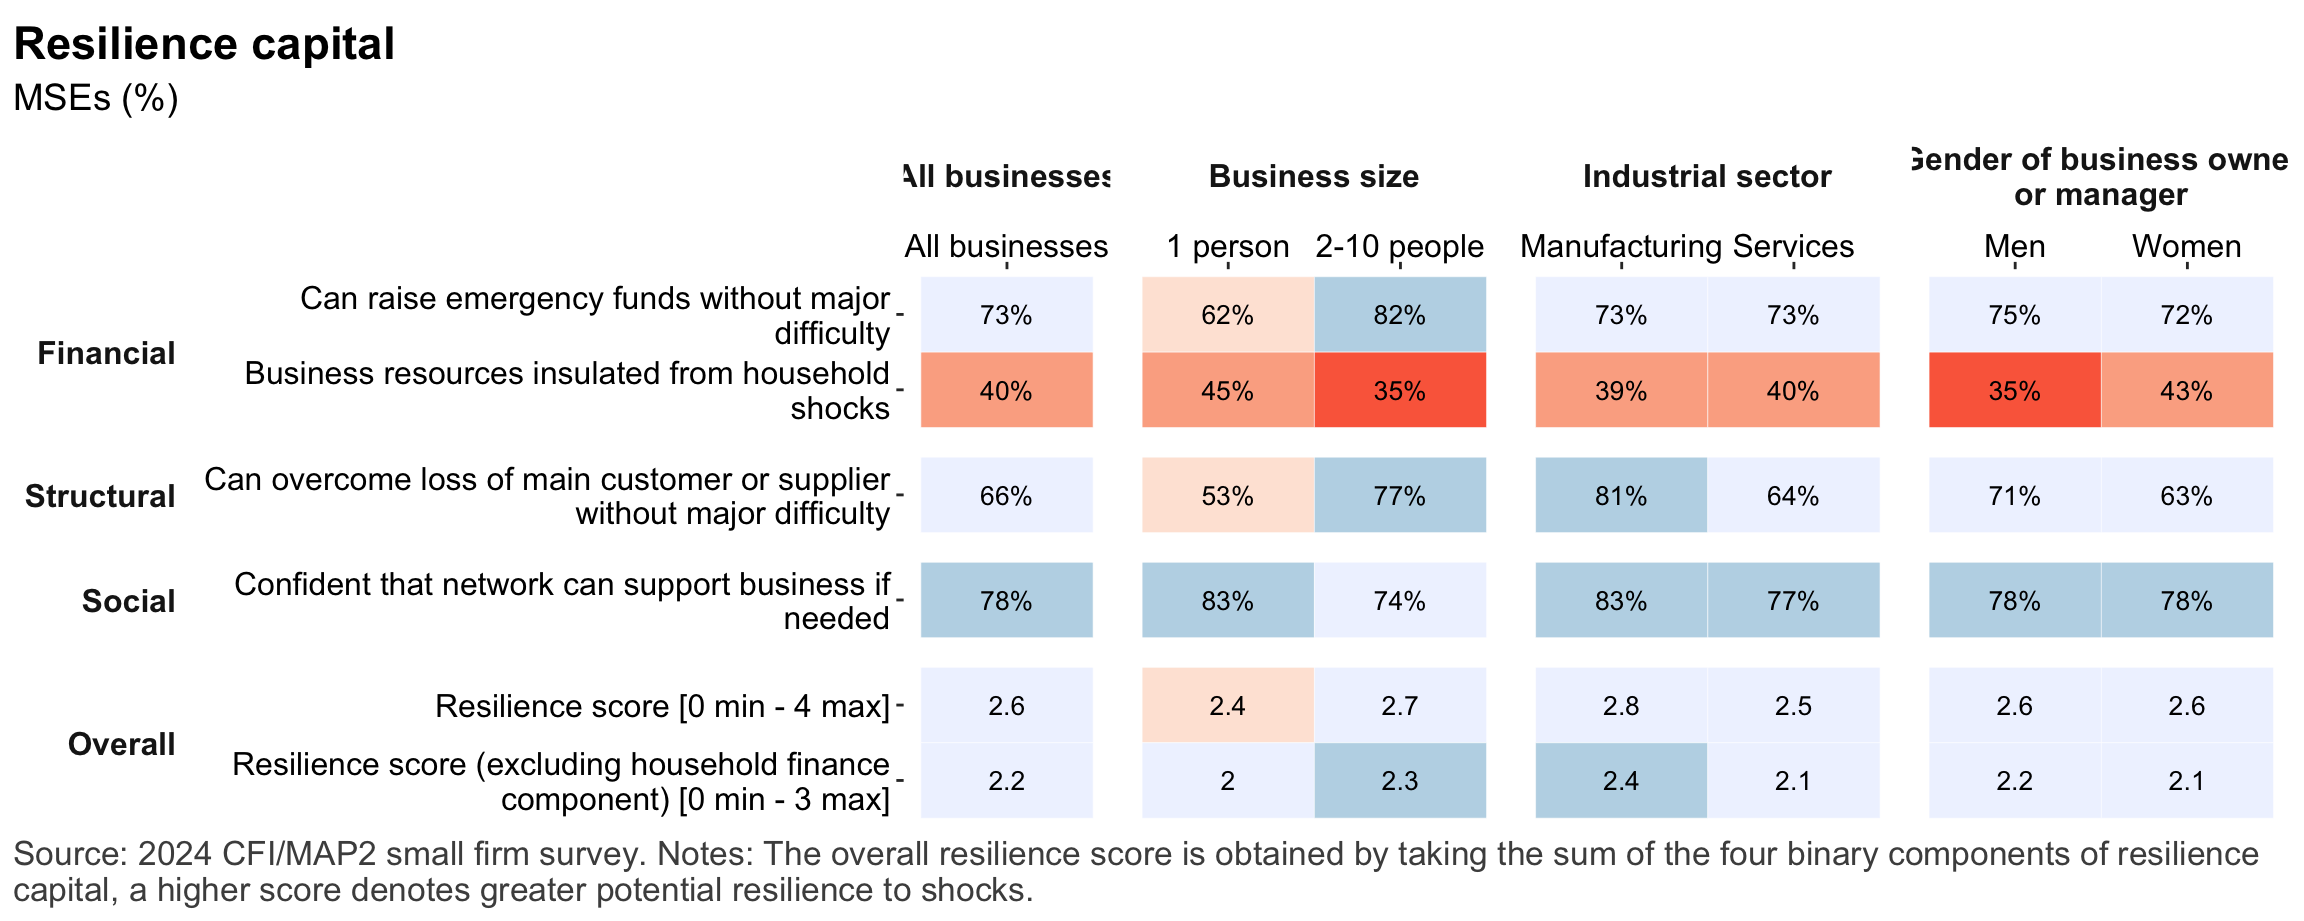 Resilience capital
MSEs (%)
All businesses
Business size
Industrial sector
Gender of business owne
or manager
All businesses
1 person
2-10 people
Manufacturing
Services
Men
Women
Financial
Can raise emergency funds without major
difficulty
73%
62%
82%
73%
73%
75%
72%
Business resources insulated from household
shocks
40%
45%
35%
39%
40%
35%
43%
Structural
Can overcome loss of main customer or supplier
without major difficulty
66%
53%
77%
81%
64%
71%
63%
Social
Confident that network can support business if
needed
78%
83%
74%
83%
77%
78%
78%
Overall
Resilience score [0 min - 4 max]
2.6
2.4
2.7
2.8
2.5
2.6
2.6
Resilience score (excluding household finance
component) [0 min - 3 max]
2.2
2
2.3
2.4
2.1
2.2
2.1
Source: 2024 CFI/MAP2 small firm survey. Notes: The overall resilience score is obtained by taking the sum of the four binary components of resilience
capital, a higher score denotes greater potential resilience to shocks.